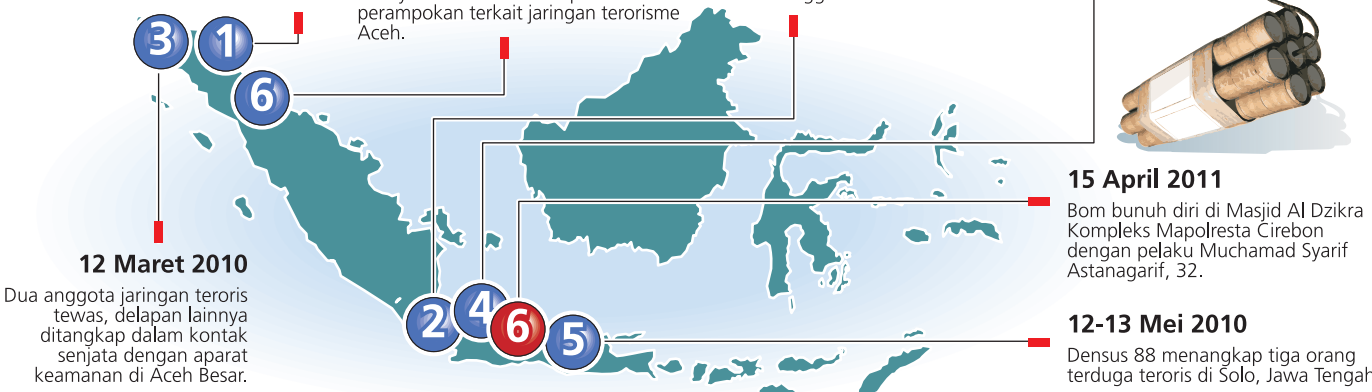 perampokan terkait jaringan terorisme
Aceh.
3
1
6
2
4
6
5
12 Maret 2010
Dua anggota jaringan teroris
tewas, delapan lainnya
ditangkap dalam kontak
senjata dengan aparat
keamanan di Aceh Besar.
15 April 2011
Bom bunuh diri di Masjid Al Dzikra
Kompleks Mapolresta Cirebon
dengan pelaku Muchamad Syarif
Astanagarif, 32.
12-13 Mei 2010
Densus 88 menangkap tiga orang
terduga teroris di Solo, Jawa Tengah